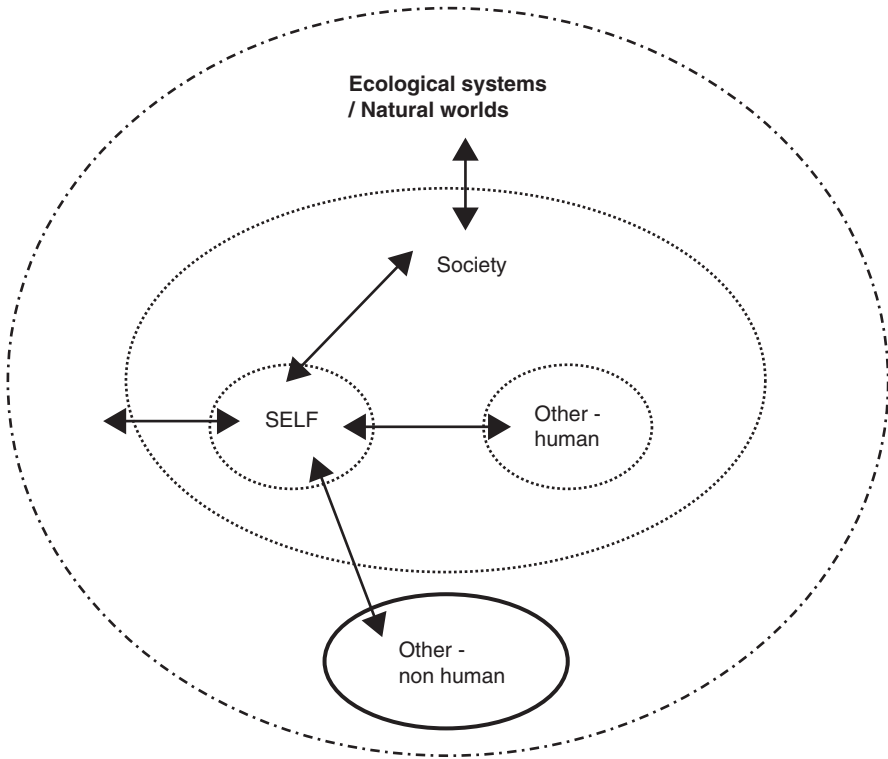 Ecological systems
/ Natural worlds
Society
SELF
Other -
human
Other -
non human